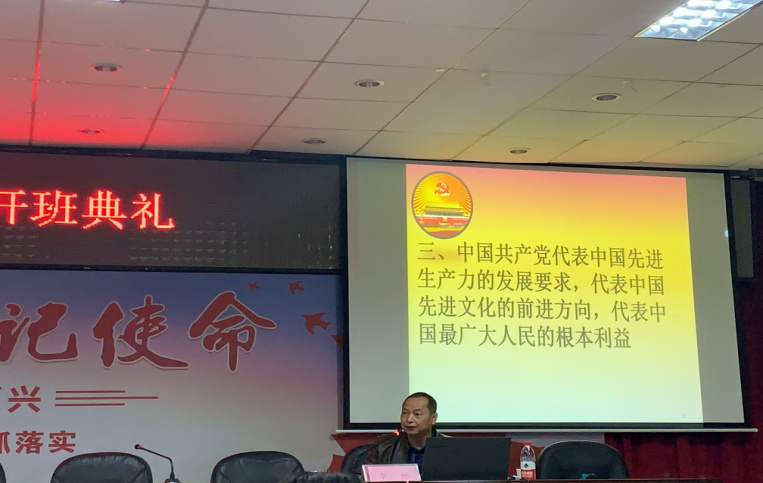 开班典礼
三、中国共产党代表中国先进
生产力的发展要求，代表中国
先进文化的前进方向，代表中
国最广大人民的根本利益
记使命
兴
抓落实